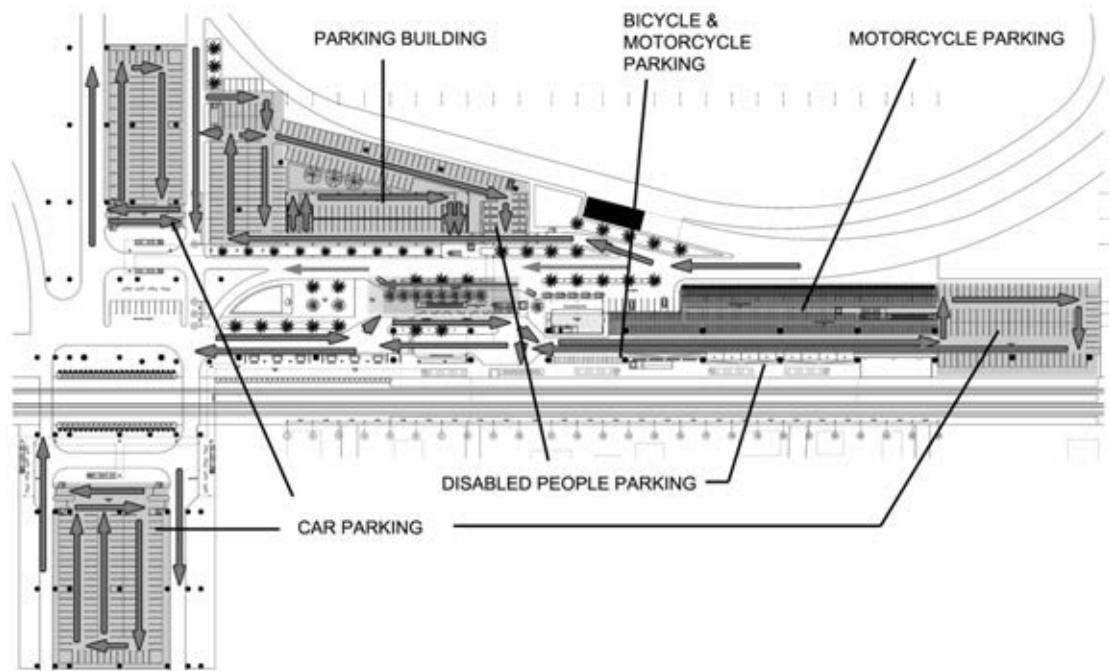 PARKING BUILDING
BICYCLE &
MOTORCYCLE
PARKING
MOTORCYCLE PARKING
DISABLED PEOPLE PARKING
CAR PARKING